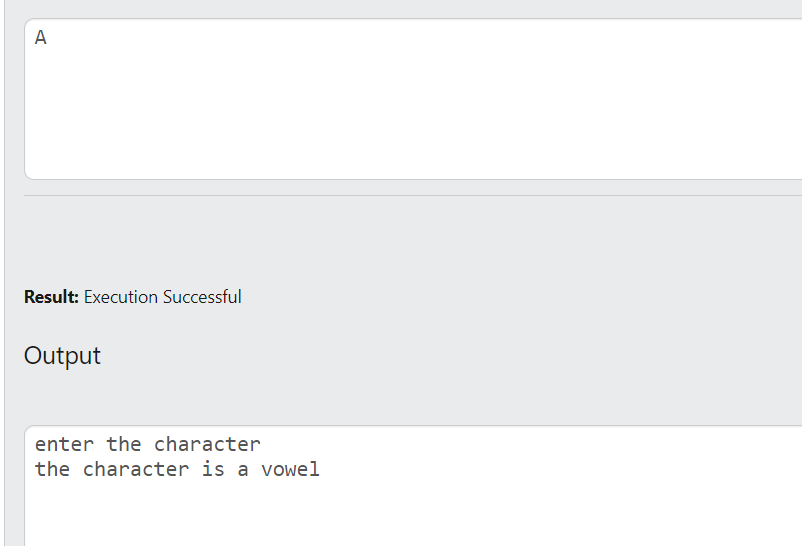 A
Result: Execution Successful
Output
enter the character
the character is a vowel